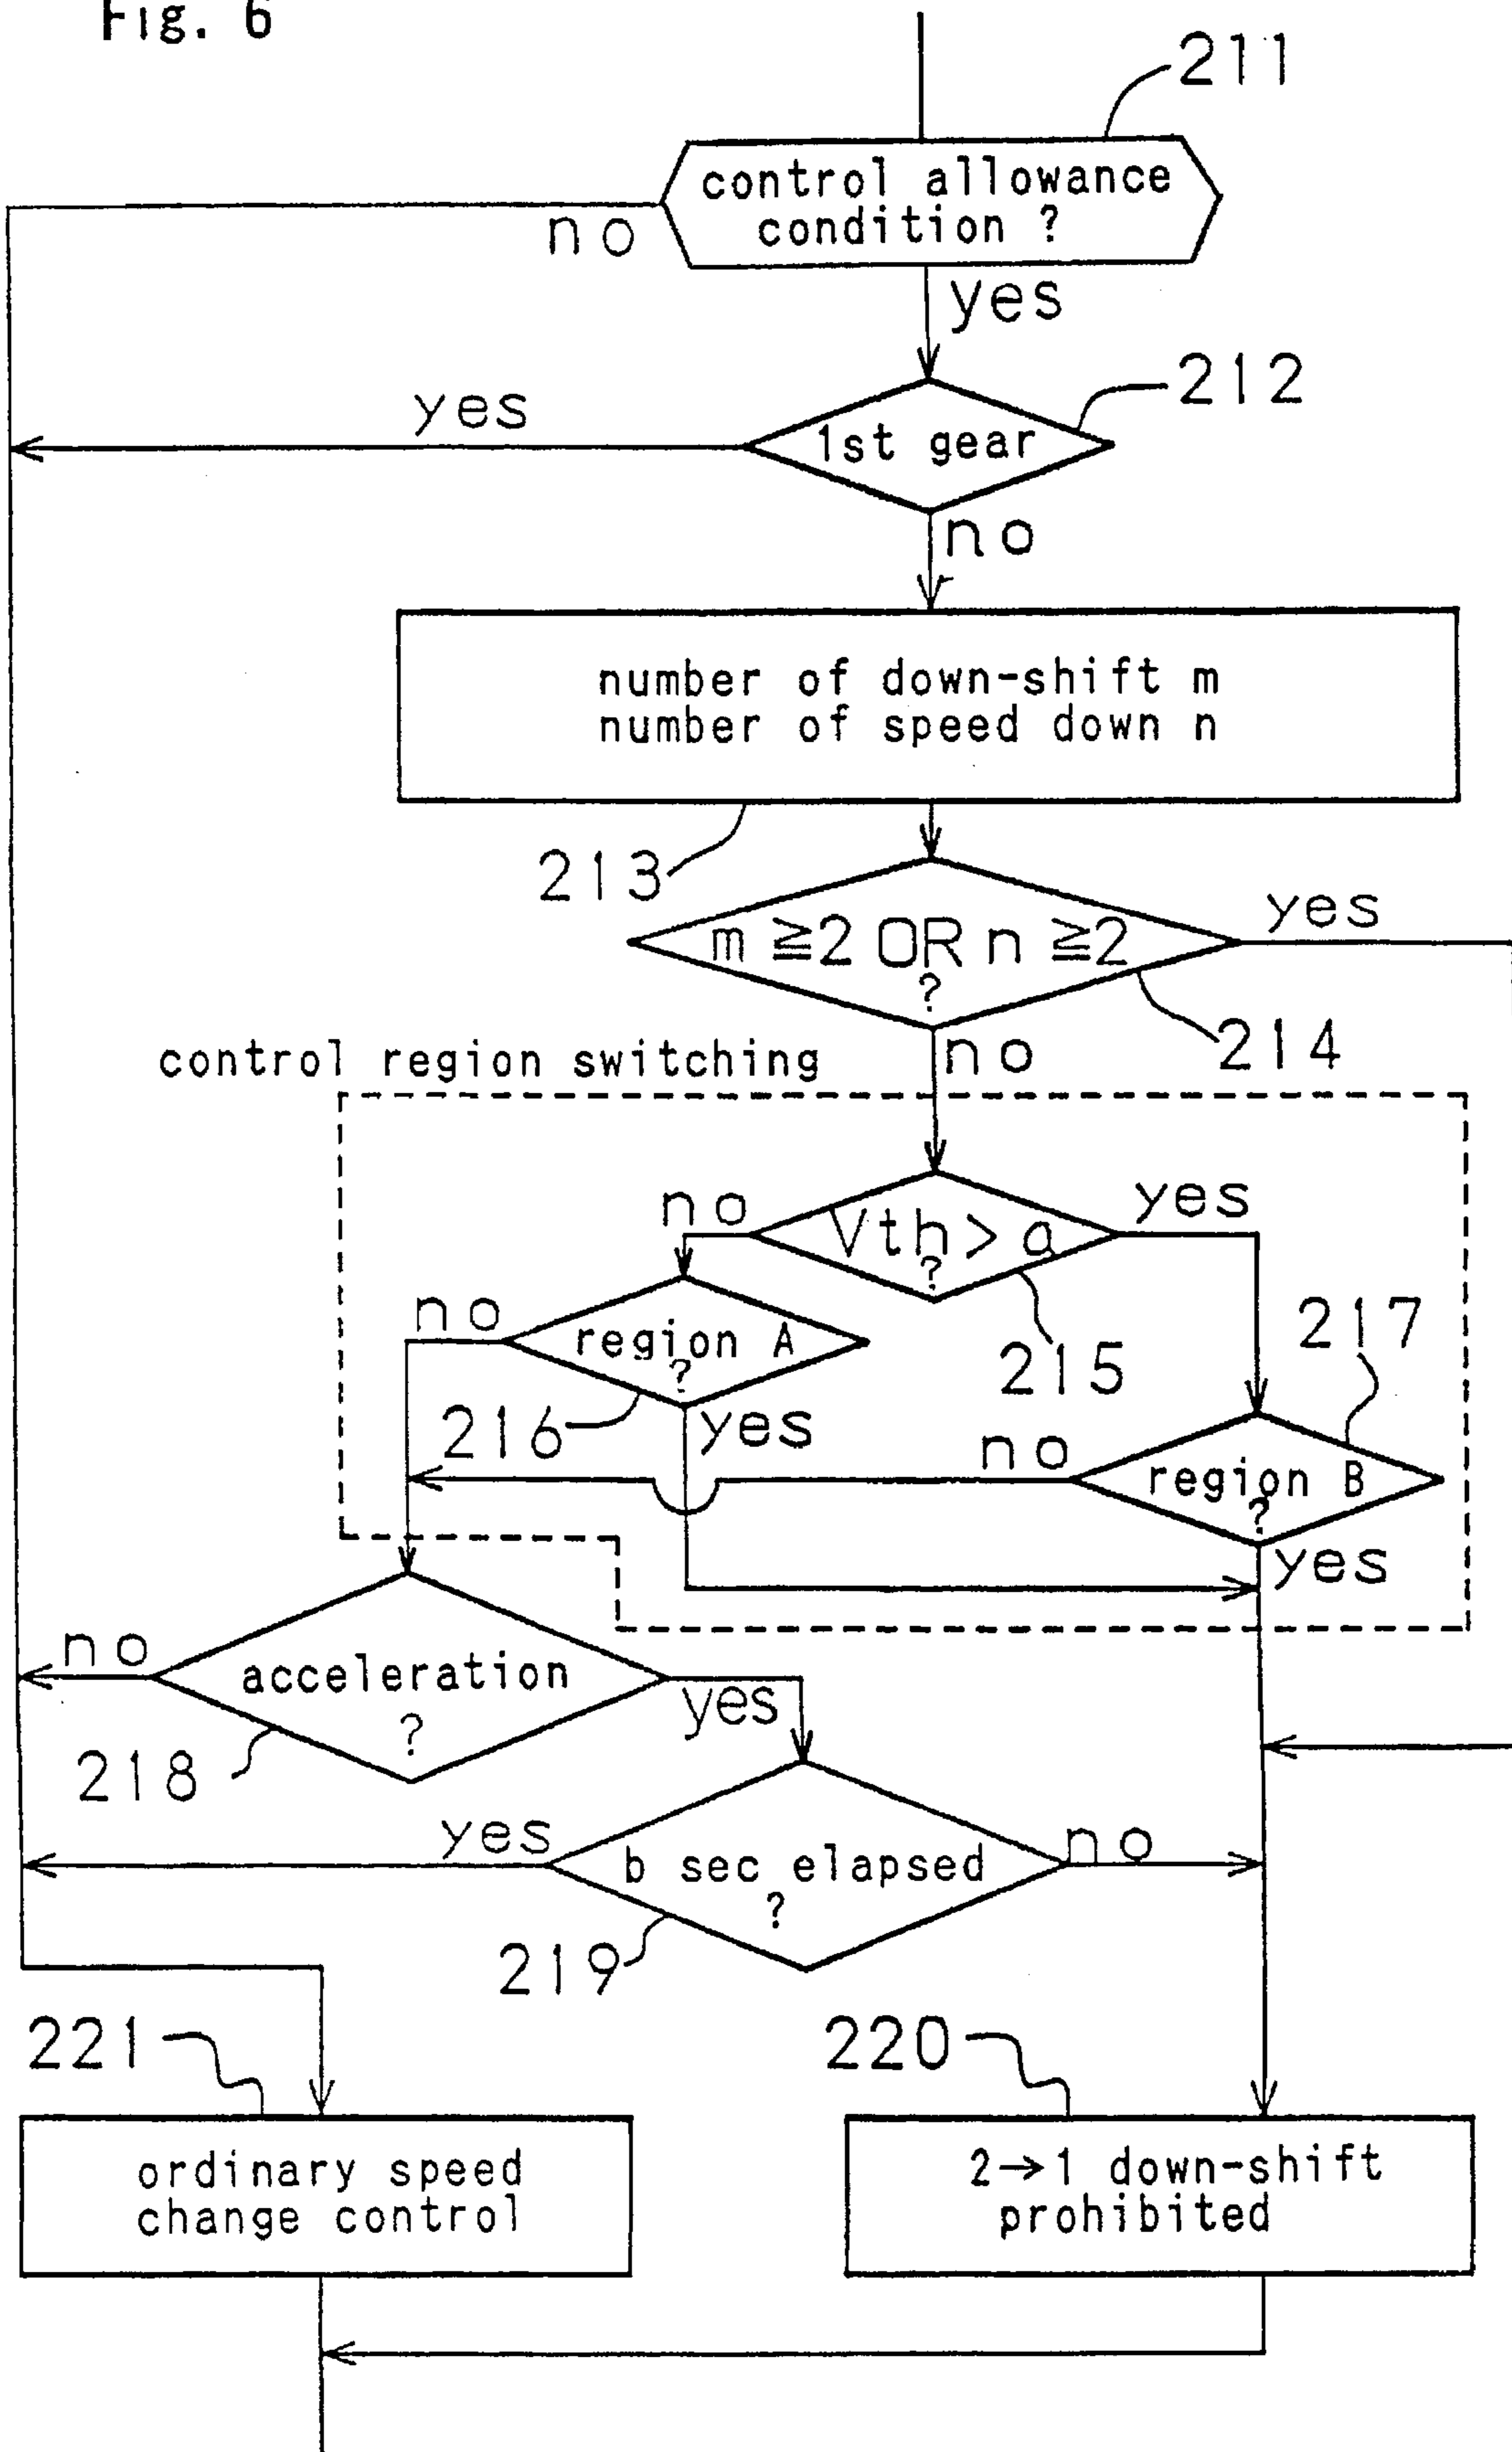 Fig. 6
211
control allowance
condition ?
no
yes
212
yes
1st gear
no
number of down-shift m
number of speed down n
213
yes
m ≧2 OR n ≧2
?
214
no
control region switching
no
yes
Vth> a
?
215
no
region A
?
216
yes
217
no
region B
?
yes
no
acceleration
?
yes
218
yes
b sec elapsed
?
no
219
221
220
ordinary speed
change control
2→1 down-shift
prohibited